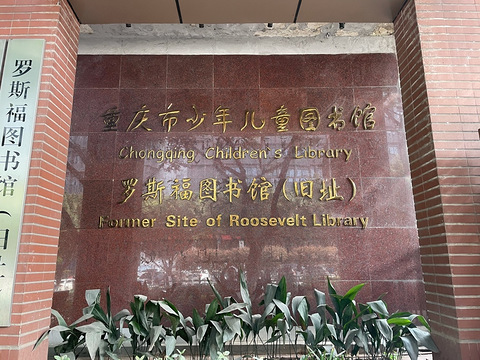 重庆市少年儿童图书馆
Chongqing Children's Library
罗斯福图书馆（旧址）
Former Site of Roosevelt Library
罗斯福图书馆（旧